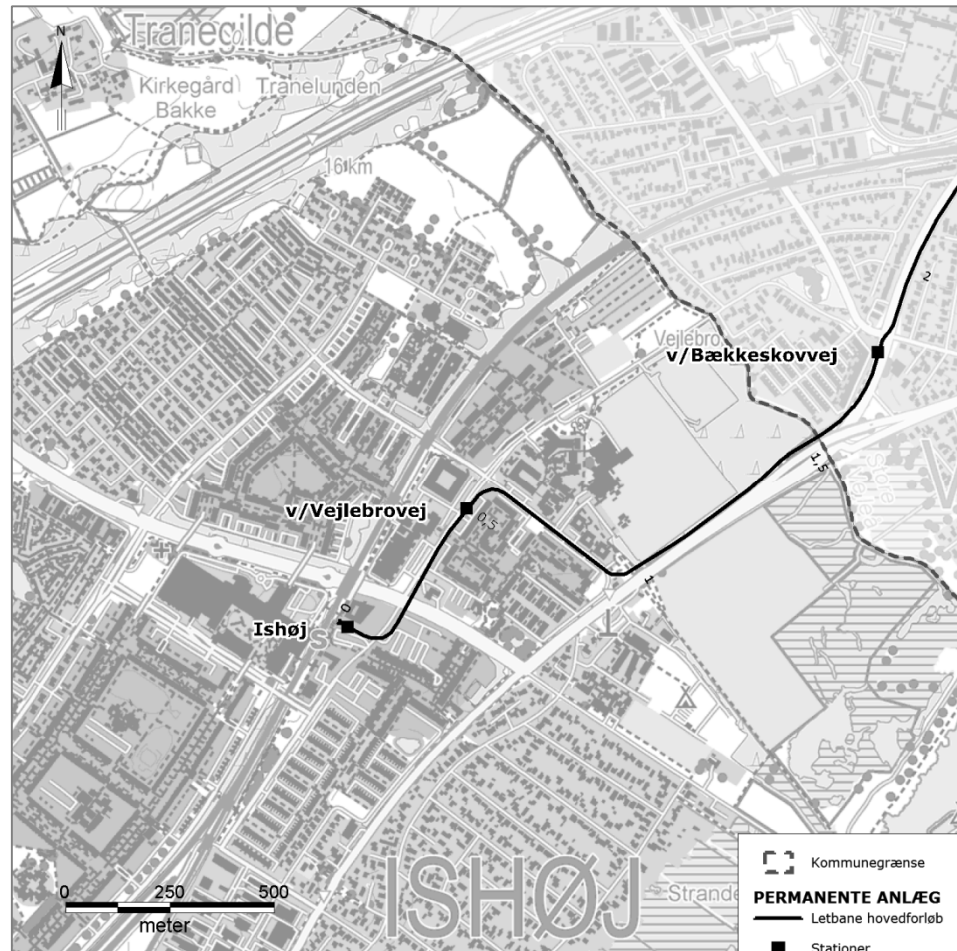 Tranegilde
N
Kirkegård
Bakke
Tranelunden
16 km
2
Vejlebro
v/Bækkeskovvej
1,5
Store
v/Vejlebrovej
0,5
1
0
Ishøj
S
ISHØJ
Strande
0 250 500
meter
Kommunegrænse
PERMANENTE ANLÆG
Letbane hovedforløb
Stationer